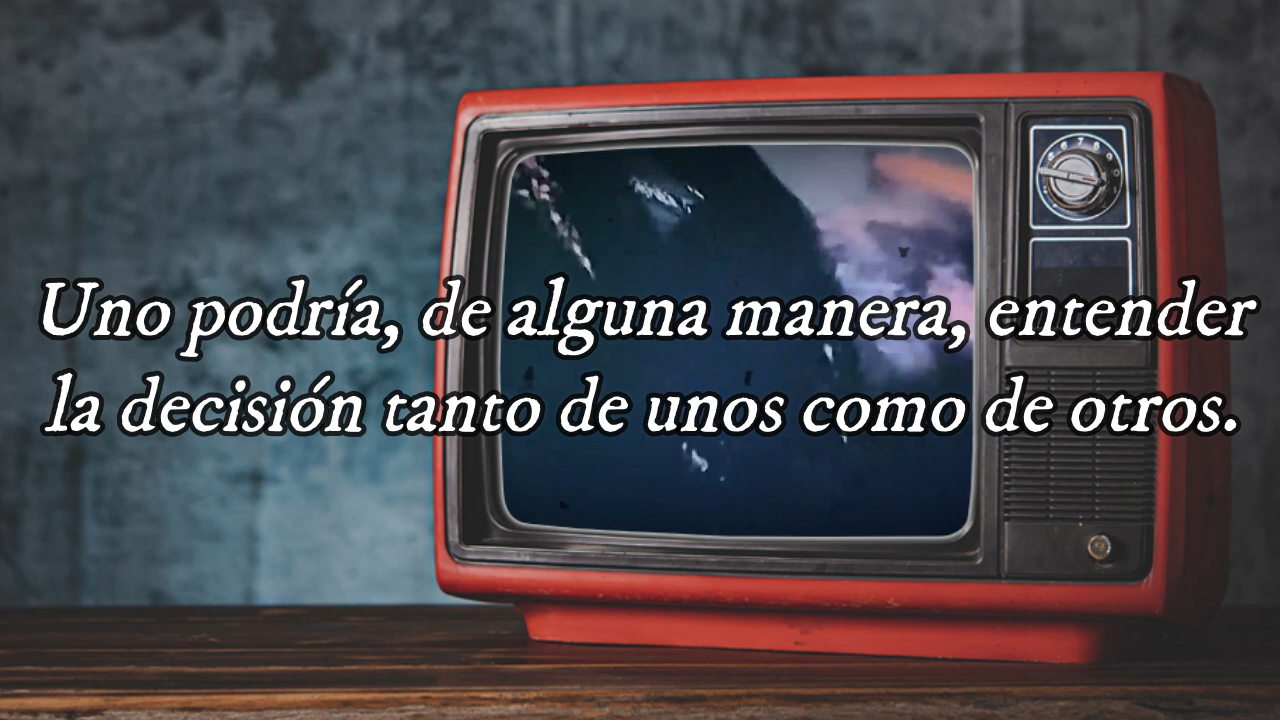 Uno podría, de alguna manera, entender
la decisión tanto de unos como de otros.